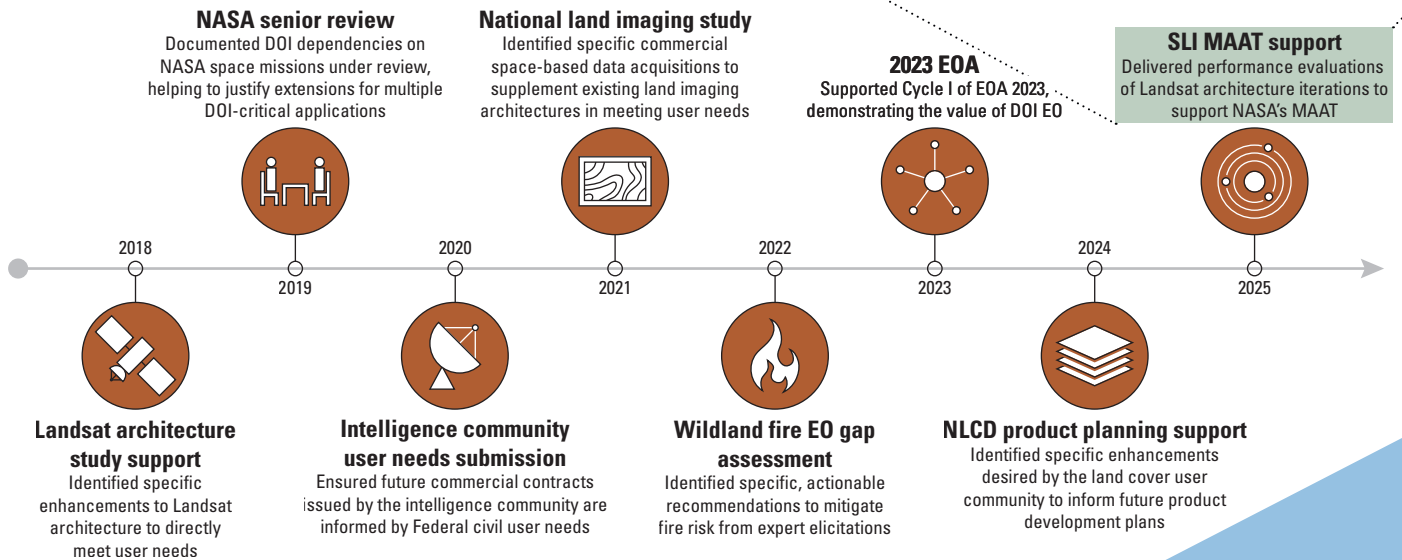 NASA senior review
Documented DOI dependencies on
NASA space missions under review,
helping to justify extensions for multiple
DOI-critical applications
National land imaging study
Identified specific commercial
space-based data acquisitions to
supplement existing land imaging
architectures in meeting user needs
2023 EOA
Supported Cycle I of EOA 2023,
demonstrating the value of DOI EO
SLI MAAT support
Delivered performance evaluations
of Landsat architecture iterations to
support NASA's MAAT
2018
2019
2020
2021
2022
2023
2024
2025
Landsat architecture
study support
Identified specific
enhancements to Landsat
architecture to directly
meet user needs
Intelligence community
user needs submission
Ensured future commercial contracts
issued by the intelligence community are
informed by Federal civil user needs
Wildland fire EO gap
assessment
Identified specific, actionable
recommendations to mitigate
fire risk from expert elicitations
NLCD product planning support
Identified specific enhancements
desired by the land cover user
community to inform future product
development plans